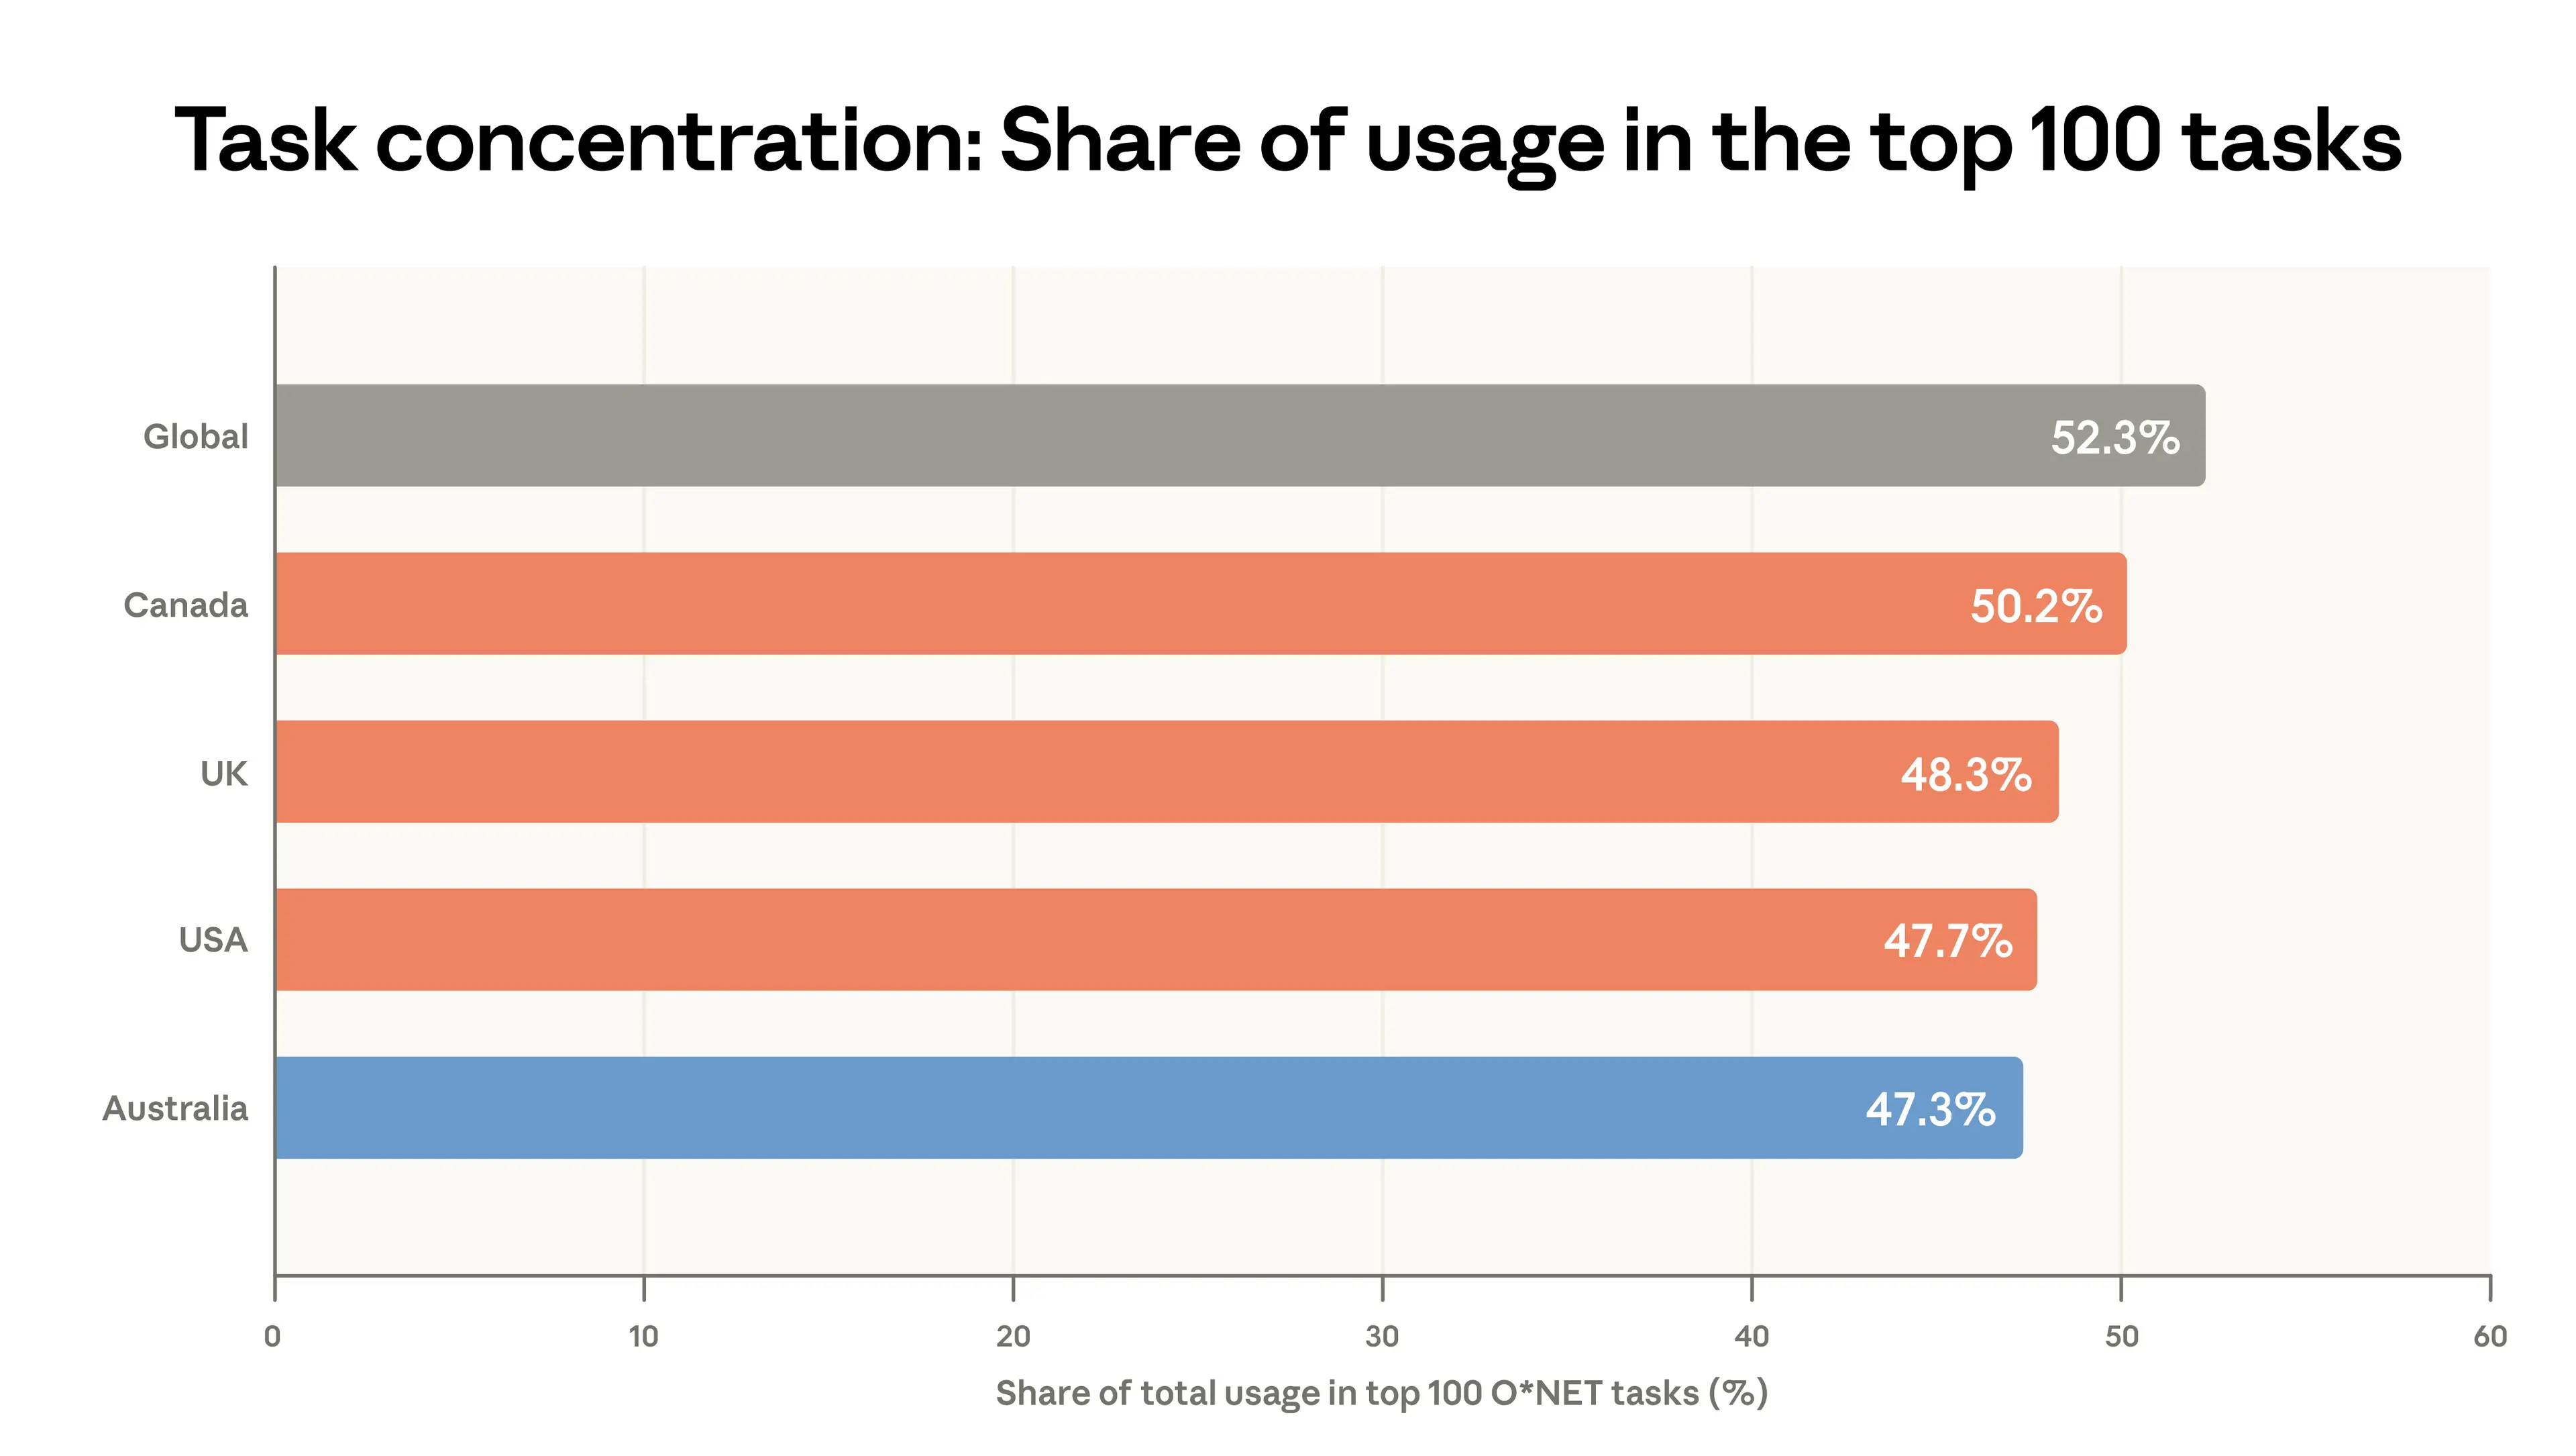 Task concentration: Share of usage in the top 100 tasks
Global
52.3%
Canada
50.2%
UK
48.3%
USA
47.7%
Australia
47.3%
0 10 20 30 40 50 60
Share of total usage in top 100 O*NET tasks (%)